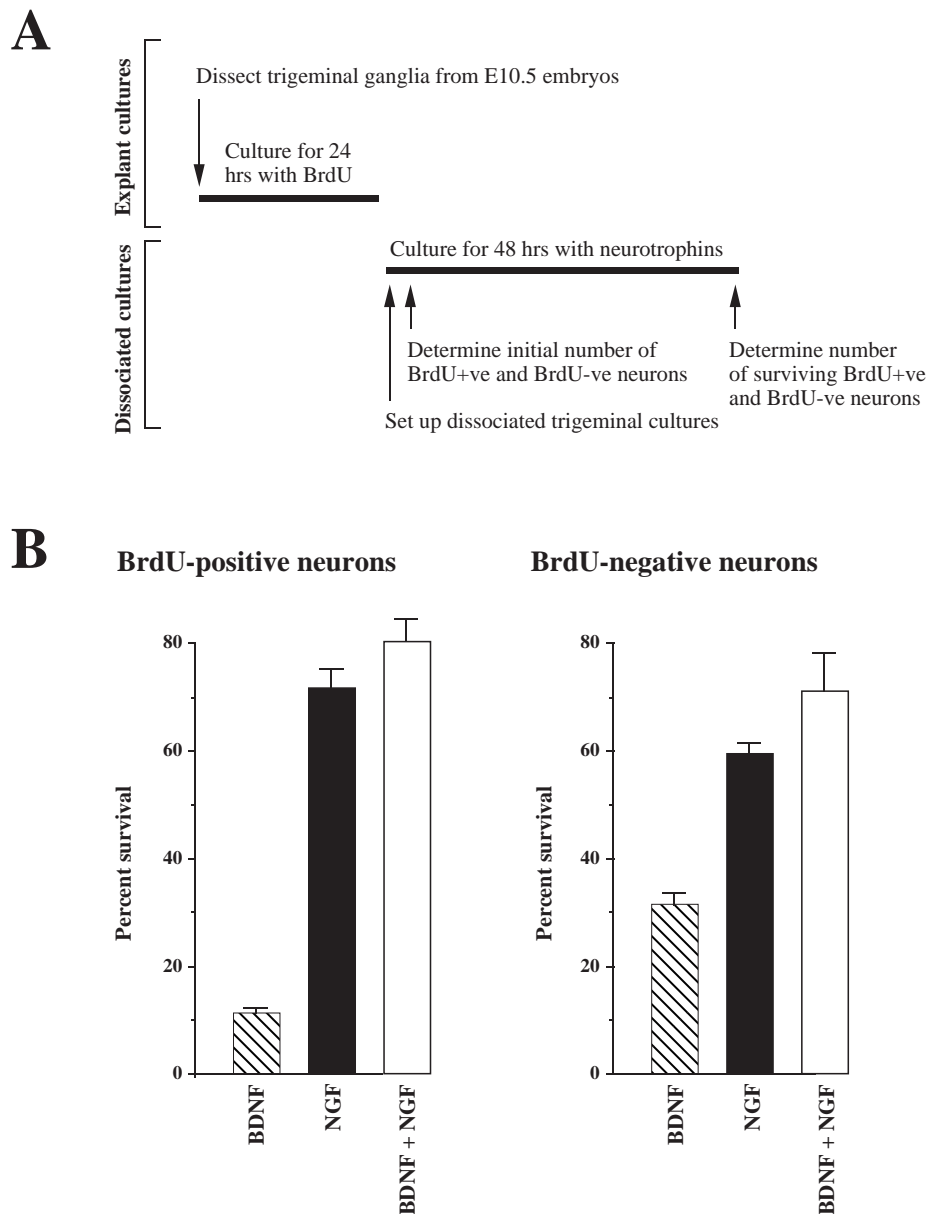 A
Explant cultures
Dissect trigeminal ganglia from E10.5 embryos
Culture for 24
hrs with BrdU
Dissociated cultures
Culture for 48 hrs with neurotrophins
Determine initial number of
BrdU+ve and BrdU-ve neurons
Determine number
of surviving BrdU+ve
and BrdU-ve neurons
Set up dissociated trigeminal cultures
B
BrdU-positive neurons
Percent survival
80
60
40
20
0
BDNF
NGF
BDNF + NGF
BrdU-negative neurons
Percent survival
80
60
40
20
0
BDNF
NGF
BDNF + NGF